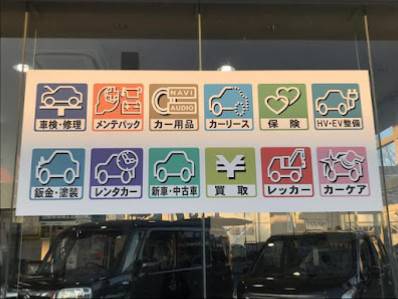 車検・修理
メンテパック
NAVI
AUDIO
カー用品
カーリース
保険
HV・EV整備
鈑金・塗装
レンタカー
新車・中古車
¥
買取
レッカー
カーケア